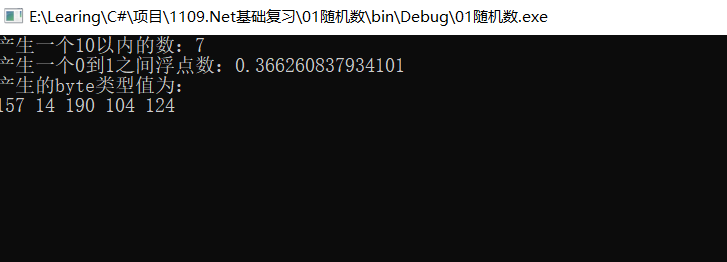 E:\Learing\C#\项目\1109.Net基础复习\01随机数\bin\Debug\01随机数.exe
产生一个10以内的数：7
产生一个0到1之间浮点数：0.366260837934101
产生的byte类型值为：
157 14 190 104 124